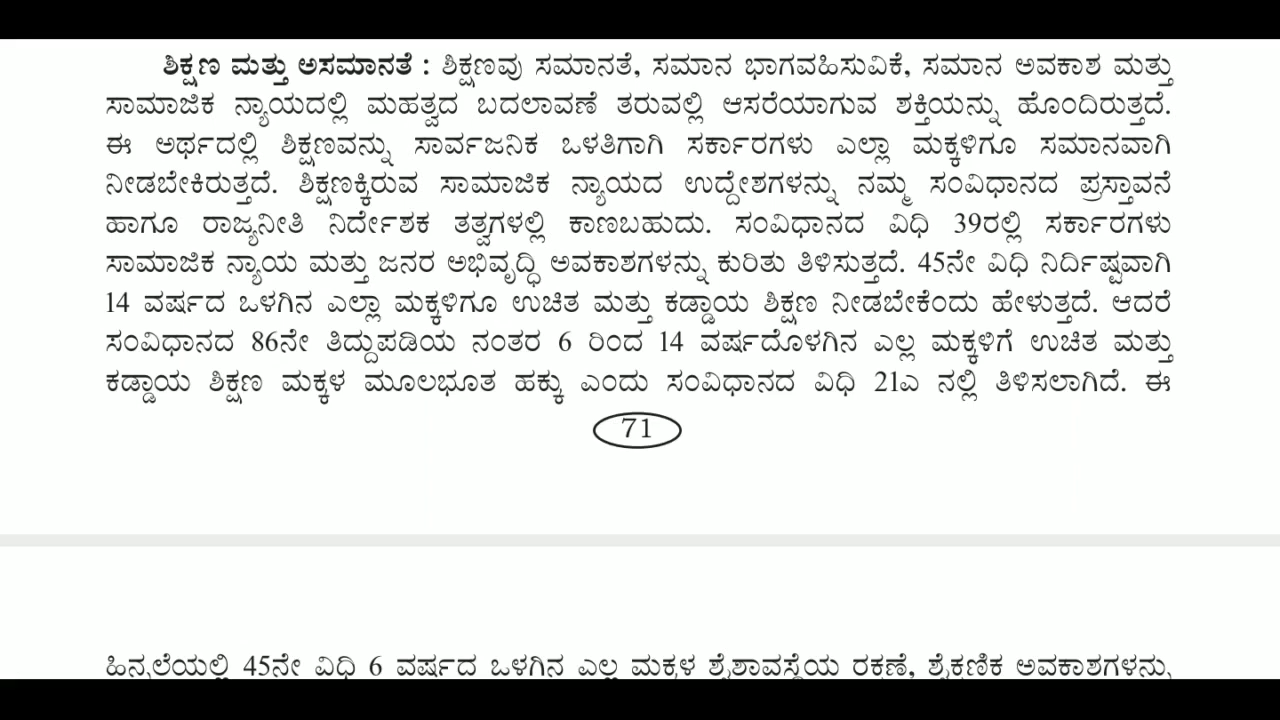 ಶಿಕ್ಷಣ ಮತ್ತು ಅಸಮಾನತೆ : ಶಿಕ್ಷಣವು ಸಮಾನತೆ, ಸಮಾನ ಭಾಗವಹಿಸುವಿಕೆ, ಸಮಾನ ಅವಕಾಶ ಮತ್ತು
ಸಾಮಾಜಿಕ ನ್ಯಾಯದಲ್ಲಿ ಮಹತ್ವದ ಬದಲಾವಣೆ ತರುವಲ್ಲಿ ಆಸರೆಯಾಗುವ ಶಕ್ತಿಯನ್ನು ಹೊಂದಿರುತ್ತದೆ.
ಈ ಅರ್ಥದಲ್ಲಿ ಶಿಕ್ಷಣವನ್ನು ಸಾರ್ವಜನಿಕ ಒಳತಿಗಾಗಿ ಸರ್ಕಾರಗಳು ಎಲ್ಲಾ ಮಕ್ಕಳಿಗೂ ಸಮಾನವಾಗಿ
ನೀಡಬೇಕಿರುತ್ತದೆ. ಶಿಕ್ಷಣಕ್ಕಿರುವ ಸಾಮಾಜಿಕ ನ್ಯಾಯದ ಉದ್ದೇಶಗಳನ್ನು ನಮ್ಮ ಸಂವಿಧಾನದ ಪ್ರಸ್ತಾವನೆ
ಹಾಗೂ ರಾಜ್ಯನೀತಿ ನಿರ್ದೇಶಕ ತತ್ವಗಳಲ್ಲಿ ಕಾಣಬಹುದು. ಸಂವಿಧಾನದ ವಿಧಿ 39ರಲ್ಲಿ ಸರ್ಕಾರಗಳು
ಸಾಮಾಜಿಕ ನ್ಯಾಯ ಮತ್ತು ಜನರ ಅಭಿವೃದ್ಧಿ ಅವಕಾಶಗಳನ್ನು ಕುರಿತು ತಿಳಿಸುತ್ತದೆ. 45ನೇ ವಿಧಿ ನಿರ್ದಿಷ್ಟವಾಗಿ
14 ವರ್ಷದ ಒಳಗಿನ ಎಲ್ಲಾ ಮಕ್ಕಳಿಗೂ ಉಚಿತ ಮತ್ತು ಕಡ್ಡಾಯ ಶಿಕ್ಷಣ ನೀಡಬೇಕೆಂದು ಹೇಳುತ್ತದೆ. ಆದರೆ
ಸಂವಿಧಾನದ 86ನೇ ತಿದ್ದುಪಡಿಯ ನಂತರ 6 ರಿಂದ 14 ವರ್ಷದೊಳಗಿನ ಎಲ್ಲ ಮಕ್ಕಳಿಗೆ ಉಚಿತ ಮತ್ತು
ಕಡ್ಡಾಯ ಶಿಕ್ಷಣ ಮಕ್ಕಳ ಮೂಲಭೂತ ಹಕ್ಕು ಎಂದು ಸಂವಿಧಾನದ ವಿಧಿ 21ಎ ನಲ್ಲಿ ತಿಳಿಸಲಾಗಿದೆ. ಈ
71
ಹಿನ್ನಲೆಯಲ್ಲಿ 45ನೇ ವಿಧಿ 6 ವರ್ಷದ ಒಳಗಿನ ಎಲ್ಲ ಮಕ್ಕಳ ಶೈಶಾವಸ್ಥೆಯ ರಕ್ಷಣೆ, ಶೈಕ್ಷಣಿಕ ಅವಕಾಶಗಳನ್ನು